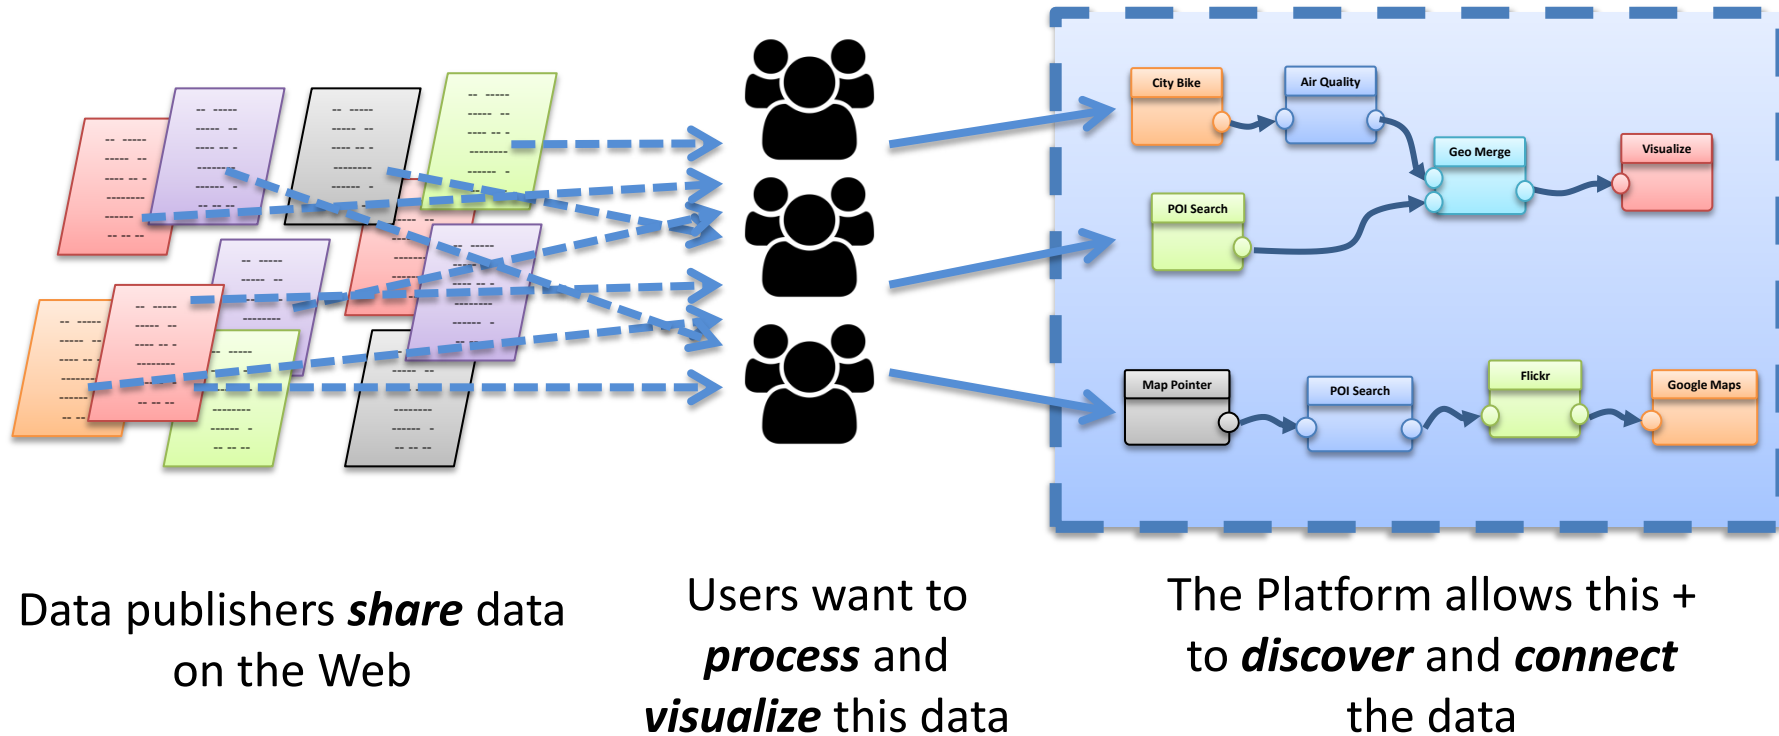 City Bike
Air Quality
Geo Merge
Visualize
POI Search
Map Pointer
POI Search
Flickr
Google Maps
Data publishers share data
on the Web
Users want to
process and
visualize this data
The Platform allows this +
to discover and connect
the data